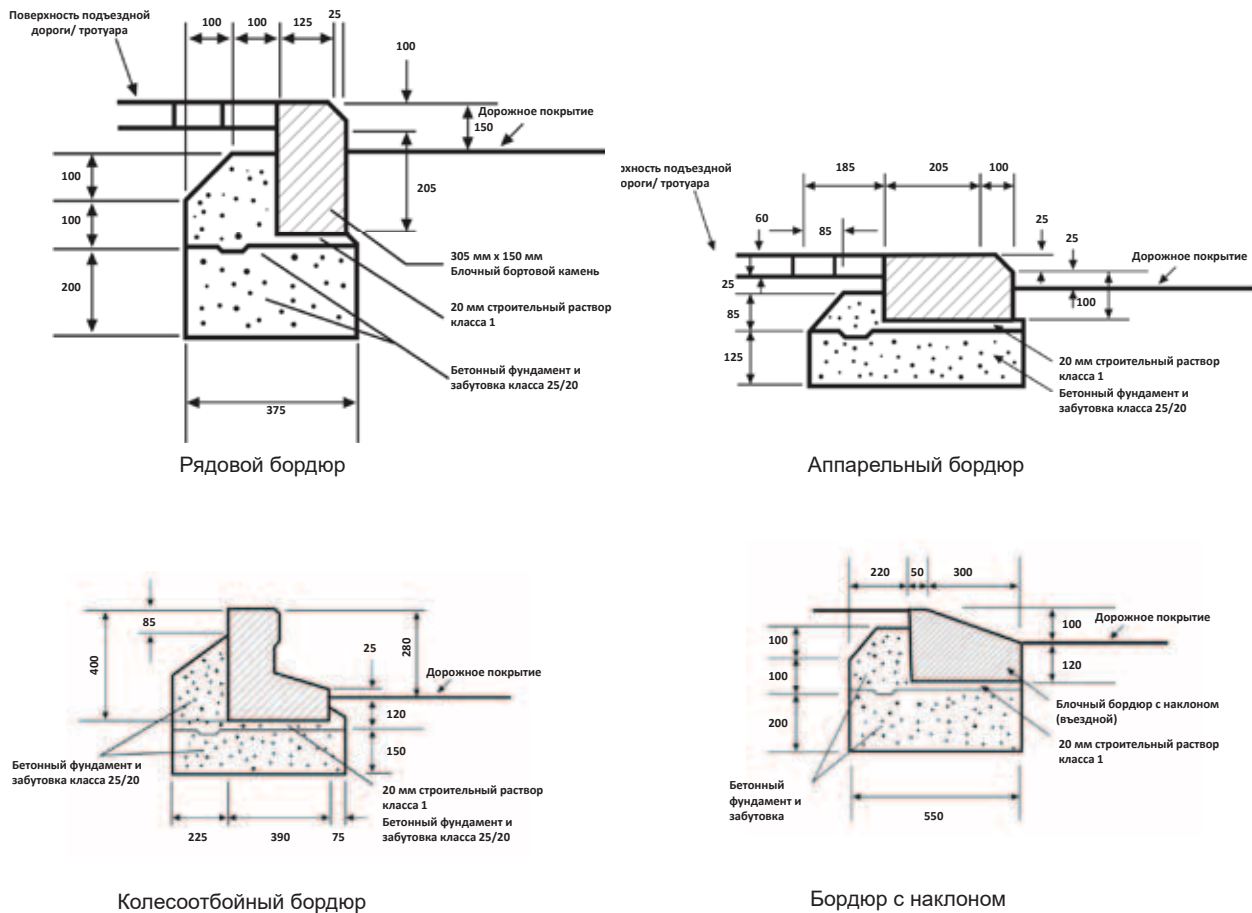 Поверхность подъездной
дороги/ тротуара
100
100
125
25
100
Дорожное покрытие
150
100
100
200
205
305 мм x 150 мм
Блочный бортовой камень
20 мм строительный раствор
класса 1
Бетонный фундамент и
забутовка класса 25/20
375
Рядовой бордюр
рхность подъездной
ороги/ тротуара
185
205
100
60
85
25
25
Дорожное покрытие
25
100
85
125
20 мм строительный раствор
класса 1
Бетонный фундамент и
забутовка класса 25/20
Аппарельный бордюр
85
400
280
25
Дорожное покрытие
120
150
Бетонный фундамент и
забутовка класса 25/20
20 мм строительный раствор
класса 1
Бетонный фундамент и
забутовка класса 25/20
225
390
75
Колесоотбойный бордюр
220
50
300
Дорожное покрытие
100
100
120
100
200
Блочный бордюр с наклоном
(въездной)
20 мм строительный раствор
класса 1
Бетонный
фундамент и
забутовка
550
Бордюр с наклоном